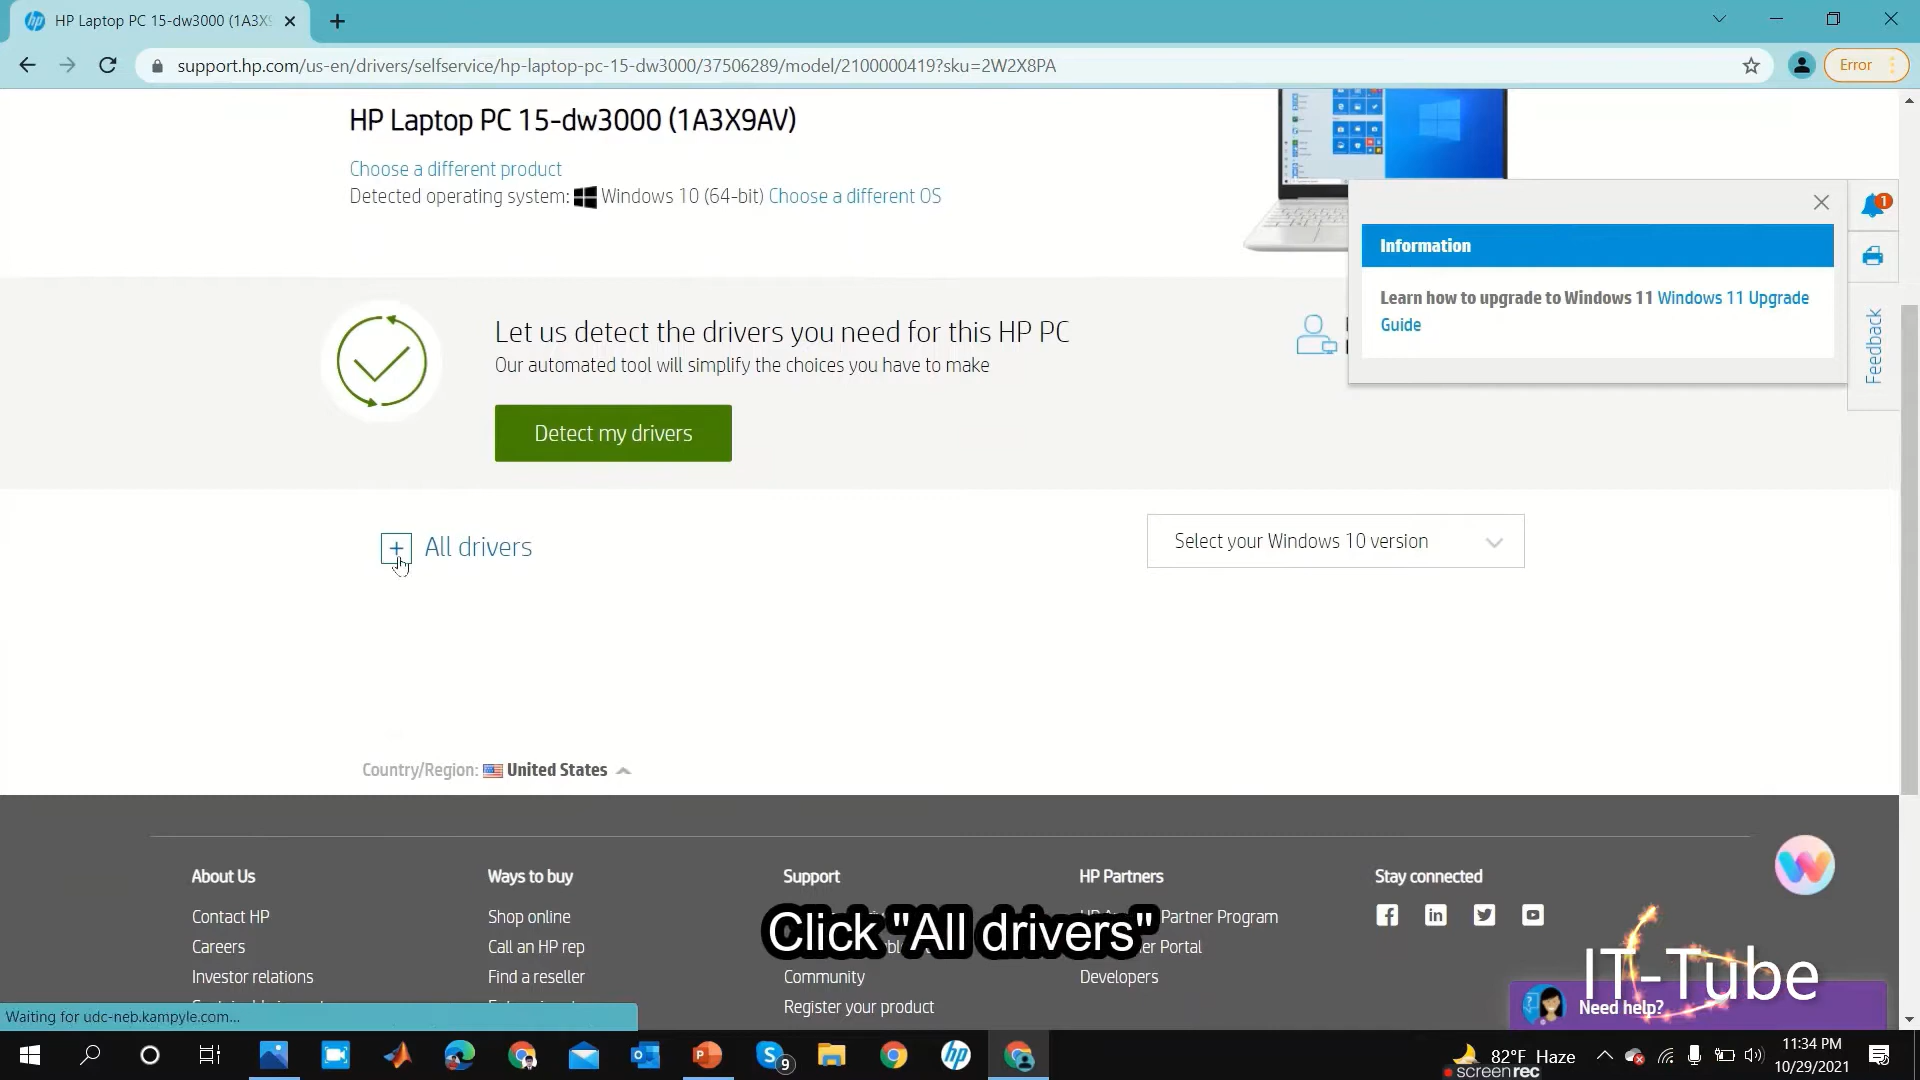 HP Laptop PC 15-dw3000 (1A3X9
support.hp.com/us-en/drivers/selfservice/hp-laptop-pc-15-dw3000/37506289/model/2100000419?sku=2W2X8PA
Error
HP Laptop PC 15-dw3000 (1A3X9AV)
Choose a different product
Detected operating system: Windows 10 (64-bit) Choose a different OS
1
Information
Learn how to upgrade to Windows 11 Windows 11 Upgrade
Guide
Feedback
Let us detect the drivers you need for this HP PC
Our automated tool will simplify the choices you have to make
Detect my drivers
All drivers
Select your Windows 10 version
Country/Region: United States
About Us
Contact HP
Careers
Investor relations
Ways to buy
Shop online
Call an HP rep
Find a reseller
Support
Community
Register your product
HP Partners
Partner Program
Portal
Developers
Stay connected
Click "All drivers"
IT-Tube
Need help?
Waiting for udc-neb.kampyle.com...
9
82°F Haze
screenrec
11:34 PM
10/29/2021